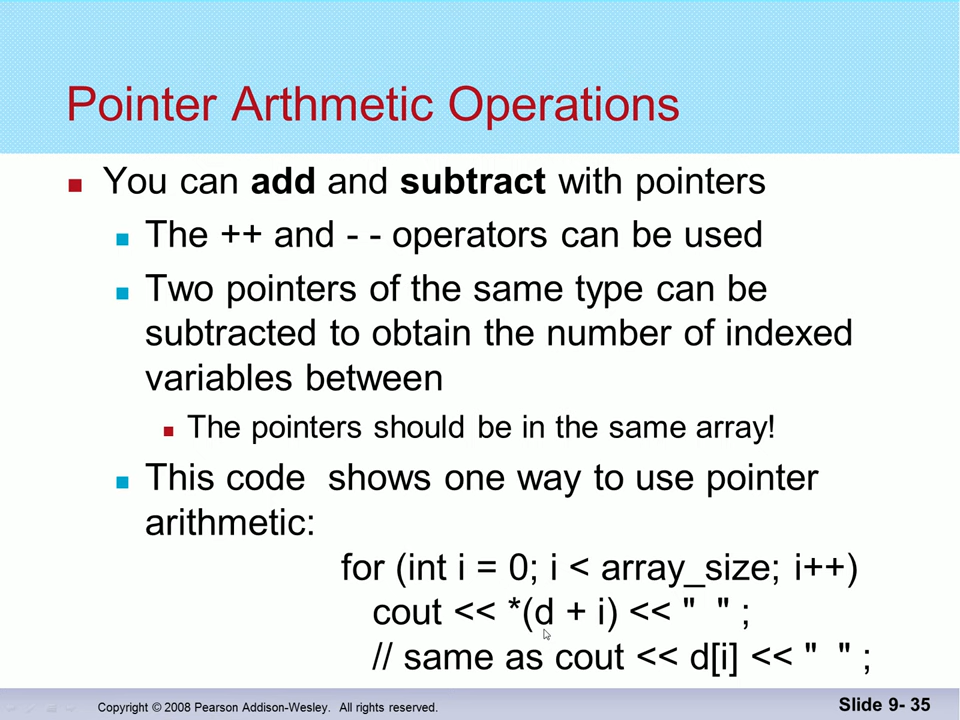 Pointer Arthmetic Operations
You can add and subtract with pointers
The ++ and - - operators can be used
Two pointers of the same type can be
subtracted to obtain the number of indexed
variables between
The pointers should be in the same array!
This code  shows one way to use pointer
arithmetic:
for (int i = 0; i < array_size; i++)
cout << *(d + i) << "  " ;
// same as cout << d[i] << "  " ;
Copyright © 2008 Pearson Addison-Wesley.  All rights reserved.
Slide 9- 35